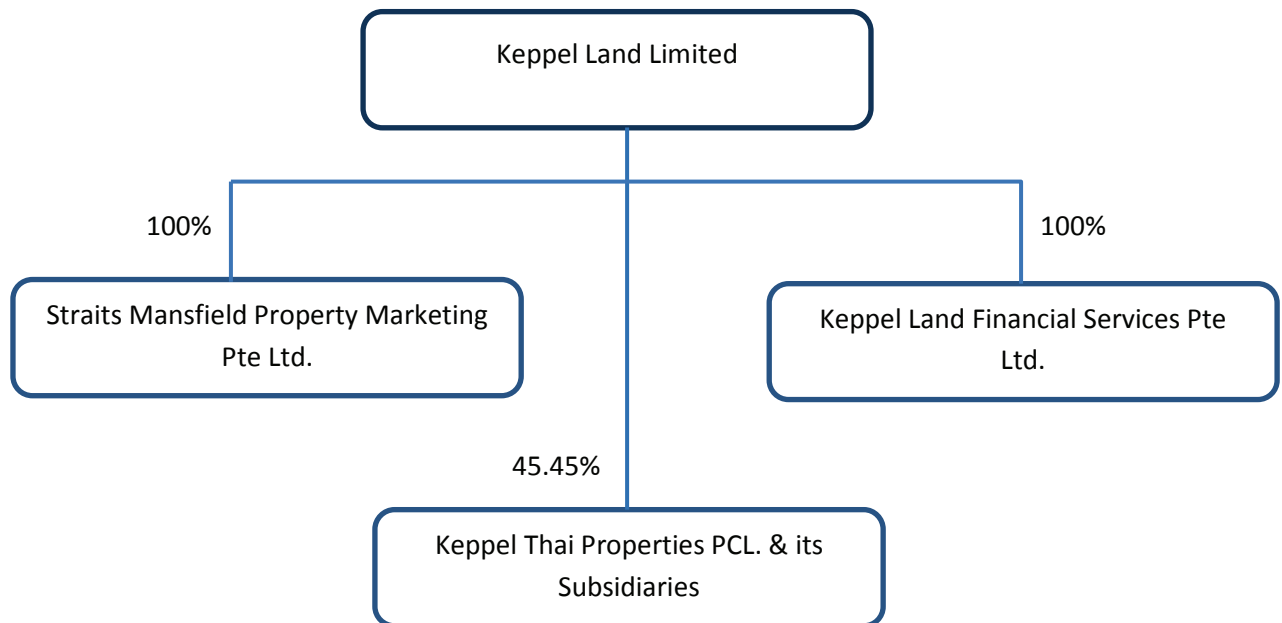 Keppel Land Limited
100%
100%
Straits Mansfield Property Marketing
Pte Ltd.
Keppel Land Financial Services Pte
Ltd.
45.45%
Keppel Thai Properties PCL. & its
Subsidiaries